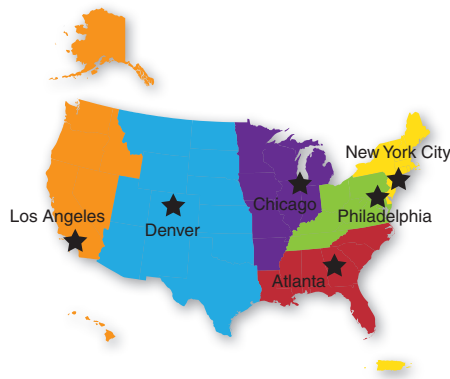 New York City
Los Angeles
Chicago
Philadelphia
Denver
Atlanta